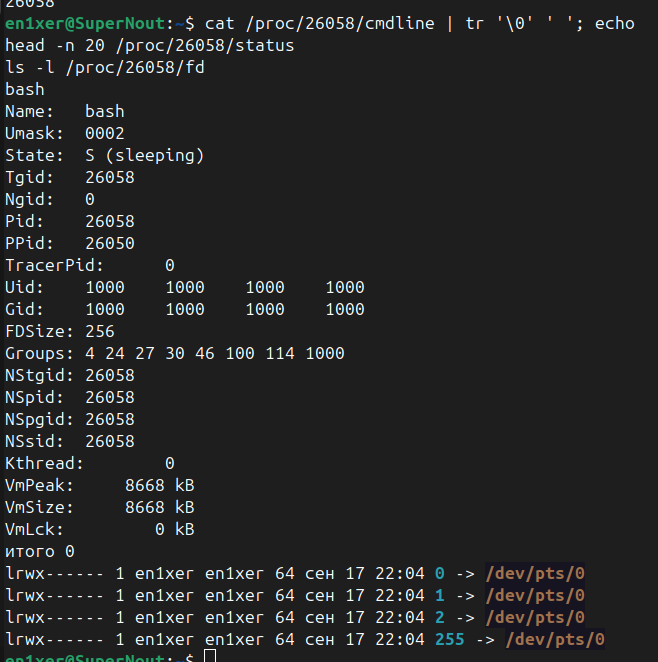 26058
en1xer@SuperNout:~$ cat /proc/26058/cmdline | tr '\0' ' '; echo
head -n 20 /proc/26058/status
ls -l /proc/26058/fd
bash
Name:	bash
Umask:	0002
State:	S (sleeping)
Tgid:	26058
Ngid:	0
Pid:	26058
PPid:	26050
TracerPid:	0
Uid:	1000	1000	1000	1000
Gid:	1000	1000	1000	1000
FDSize:	256
Groups:	4 24 27 30 46 100 114 1000
NStgid:	26058
NSpid:	26058
NSpgid:	26058
NSsid:	26058
Kthread:	0
VmPeak:	    8668 kB
VmSize:	    8668 kB
VmLck:	       0 kB
итого 0
lrwx------ 1 en1xer en1xer 64 сен 17 22:04 0 -> /dev/pts/0
lrwx------ 1 en1xer en1xer 64 сен 17 22:04 1 -> /dev/pts/0
lrwx------ 1 en1xer en1xer 64 сен 17 22:04 2 -> /dev/pts/0
lrwx------ 1 en1xer en1xer 64 сен 17 22:04 255 -> /dev/pts/0
en1xer@SuperNout:~$